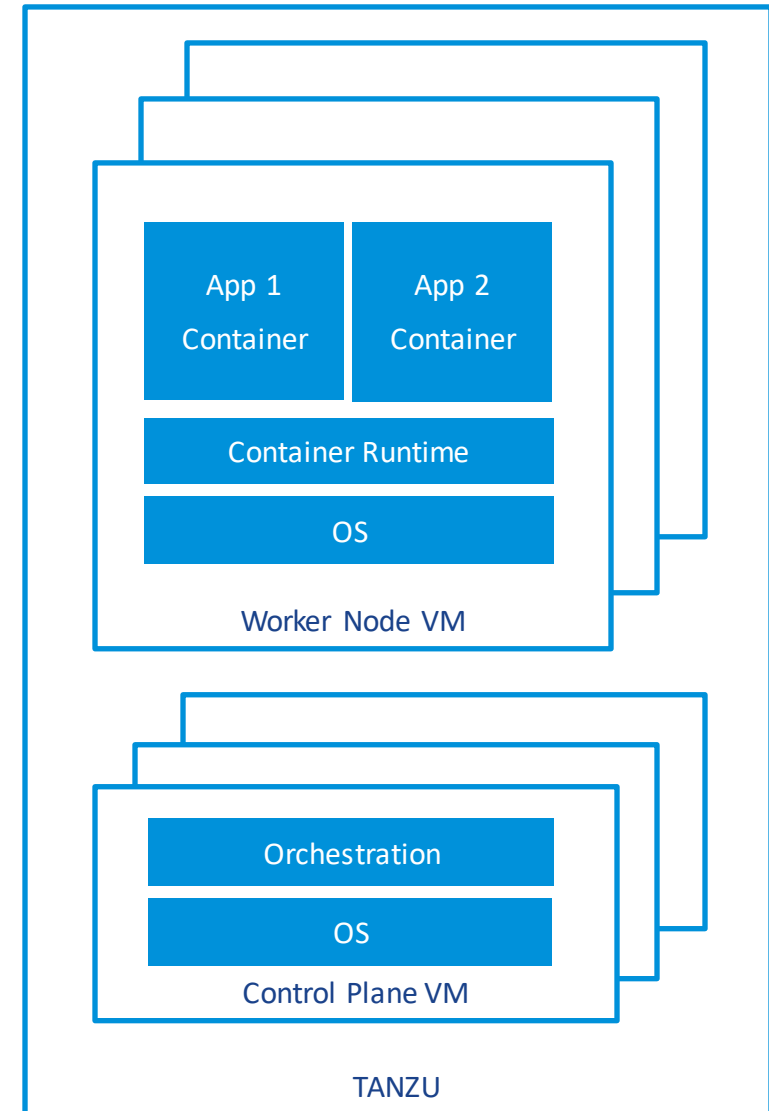 App 1
Container
App 2
Container
Container Runtime
OS
Worker Node VM
Orchestration
OS
Control Plane VM
TANZU